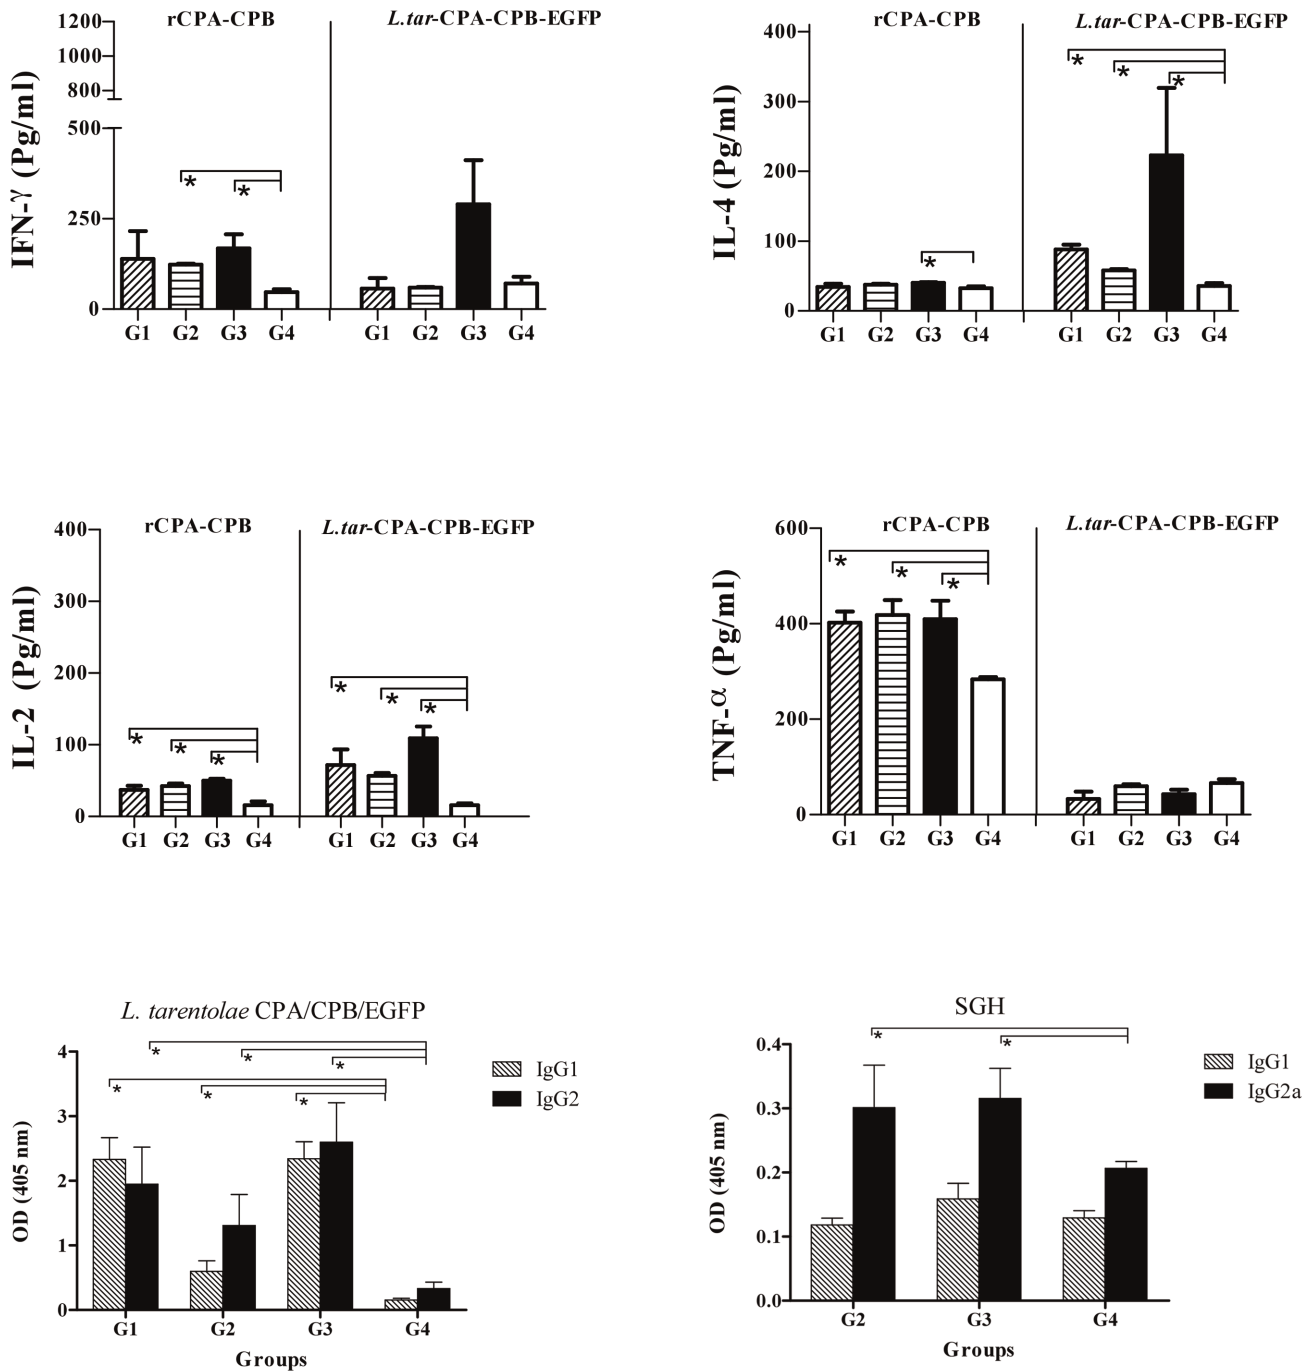 rCPA-CPB
L.tar-CPA-CPB-EGFP
IFN-γ (Pg/ml)
1200
1000
800
500
250
0
* *
G1 G2 G3 G4 G1 G2 G3 G4
rCPA-CPB
L.tar-CPA-CPB-EGFP
IL-4 (Pg/ml)
400
300
200
100
0
* * * *
G1 G2 G3 G4 G1 G2 G3 G4
rCPA-CPB
L.tar-CPA-CPB-EGFP
IL-2 (Pg/ml)
400
300
200
100
0
* * * * * *
G1 G2 G3 G4 G1 G2 G3 G4
rCPA-CPB
L.tar-CPA-CPB-EGFP
TNF-α (Pg/ml)
600
400
200
0
* * *
G1 G2 G3 G4 G1 G2 G3 G4
L. tarentolae CPA/CPB/EGFP
OD (405 nm)
4
3
2
1
0
* * *
* * *
IgG1
IgG2
G1 G2 G3 G4
Groups
SGH
OD (405 nm)
0.4
0.3
0.2
0.1
0.0
* *
IgG1
IgG2a
G2 G3 G4
Groups